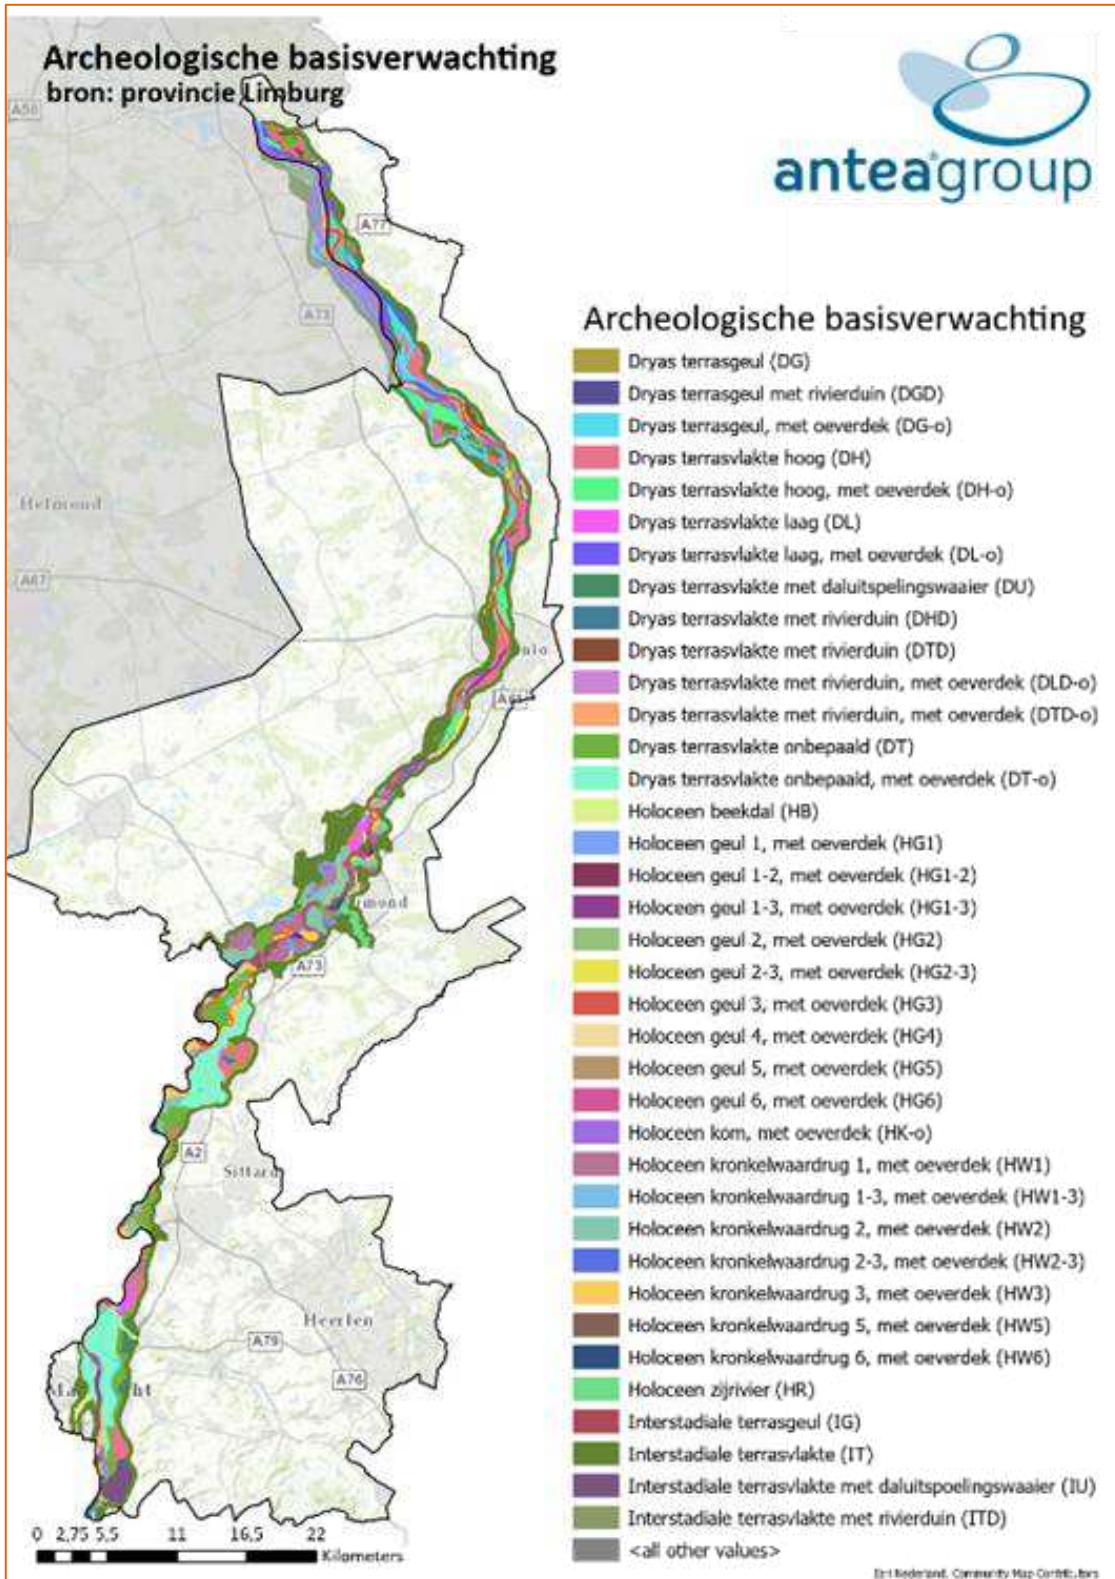 Archeologische basisverwachting
bron: provincie Limburg
anteagroup
A50
A77
A73
Helmond
A67
A73
A2
Sittard
Heerlen
A79
A76
0 2,75 5,5 11 16,5 22
Kilometers
Archeologische basisverwachting
Dryas terrasgeul (DG)
Dryas terrasgeul met rivierduin (DGD)
Dryas terrasgeul, met oeverdek (DG-o)
Dryas terrasvlakte hoog (DH)
Dryas terrasvlakte hoog, met oeverdek (DH-o)
Dryas terrasvlakte laag (DL)
Dryas terrasvlakte laag, met oeverdek (DL-o)
Dryas terrasvlakte met daluitspelingswaaier (DU)
Dryas terrasvlakte met rivierduin (DHD)
Dryas terrasvlakte met rivierduin (DTD)
Dryas terrasvlakte met rivierduin, met oeverdek (DLD-o)
Dryas terrasvlakte met rivierduin, met oeverdek (DTD-o)
Dryas terrasvlakte onbepaald (DT)
Dryas terrasvlakte onbepaald, met oeverdek (DT-o)
Holoceen beekdal (HB)
Holoceen geul 1, met oeverdek (HG1)
Holoceen geul 1-2, met oeverdek (HG1-2)
Holoceen geul 1-3, met oeverdek (HG1-3)
Holoceen geul 2, met oeverdek (HG2)
Holoceen geul 2-3, met oeverdek (HG2-3)
Holoceen geul 3, met oeverdek (HG3)
Holoceen geul 4, met oeverdek (HG4)
Holoceen geul 5, met oeverdek (HG5)
Holoceen geul 6, met oeverdek (HG6)
Holoceen kom, met oeverdek (HK-o)
Holoceen kronkelwaardrug 1, met oeverdek (HW1)
Holoceen kronkelwaardrug 1-3, met oeverdek (HW1-3)
Holoceen kronkelwaardrug 2, met oeverdek (HW2)
Holoceen kronkelwaardrug 2-3, met oeverdek (HW2-3)
Holoceen kronkelwaardrug 3, met oeverdek (HW3)
Holoceen kronkelwaardrug 5, met oeverdek (HW5)
Holoceen kronkelwaardrug 6, met oeverdek (HW6)
Holoceen zijrivier (HR)
Interstadiale terrasgeul (IG)
Interstadiale terrasvlakte (IT)
Interstadiale terrasvlakte met daluitspoelingswaaier (IU)
Interstadiale terrasvlakte met rivierduin (ITD)
<all other values>
Esri Nederland, Community Map Contributors